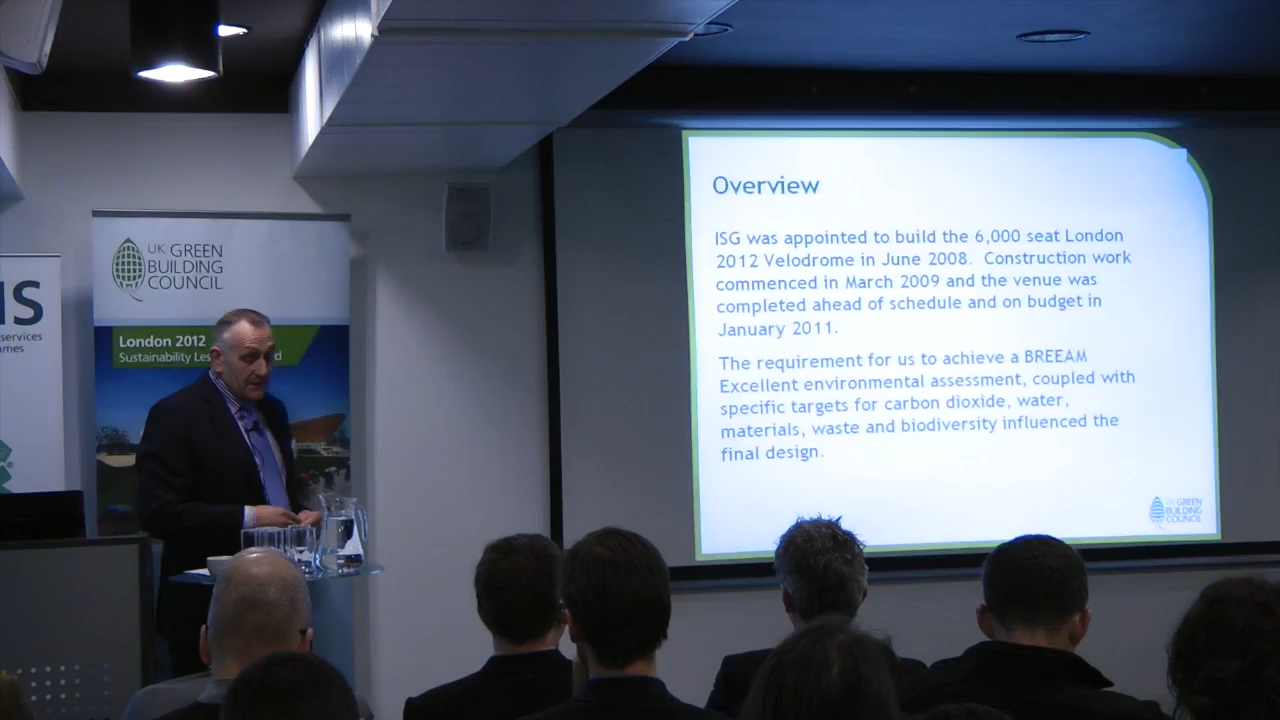 UK GREEN
BUILDING
COUNCIL
London 2012
Sustainability
services
Overview
ISG was appointed to build the 6,000 seat London
2012 Velodrome in June 2008. Construction work
commenced in March 2009 and the venue was
completed ahead of schedule and on budget in
January 2011.
The requirement for us to achieve a BREEAM
Excellent environmental assessment, coupled with
specific targets for carbon dioxide, water,
materials, waste and biodiversity influenced the
final design.
UK GREEN
BUILDING
COUNCIL